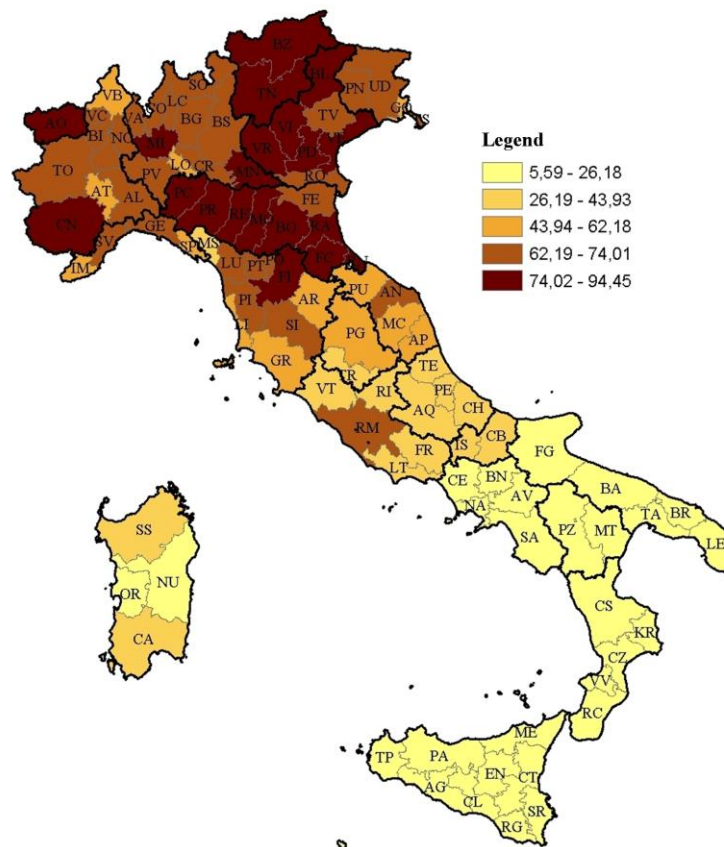 BZ
BL
SO
TN
PN
UD
VB
LC
VC
VA
CO
BG
BS
TV
GO
TS
AO
BI
NO
MI
VI
VE
TO
LO
CR
VR
PD
PV
MN
RO
AT
AL
PC
FE
CN
PR
RE
MO
BO
RA
GE
SV
SP
MS
FC
IM
LU
PT
PO
FI
PU
AN
PI
AR
LI
SI
MC
PG
AP
GR
TE
TR
VT
RI
PE
AQ
CH
RM
IS
CB
FR
FG
LT
CE
BN
BA
AV
NA
TA
BR
SA
PZ
MT
LE
SS
NU
OR
CS
CA
KR
CZ
VV
RC
ME
TP
PA
EN
CT
AG
CL
SR
RG
Legend
5,59 - 26,18
26,19 - 43,93
43,94 - 62,18
62,19 - 74,01
74,02 - 94,45